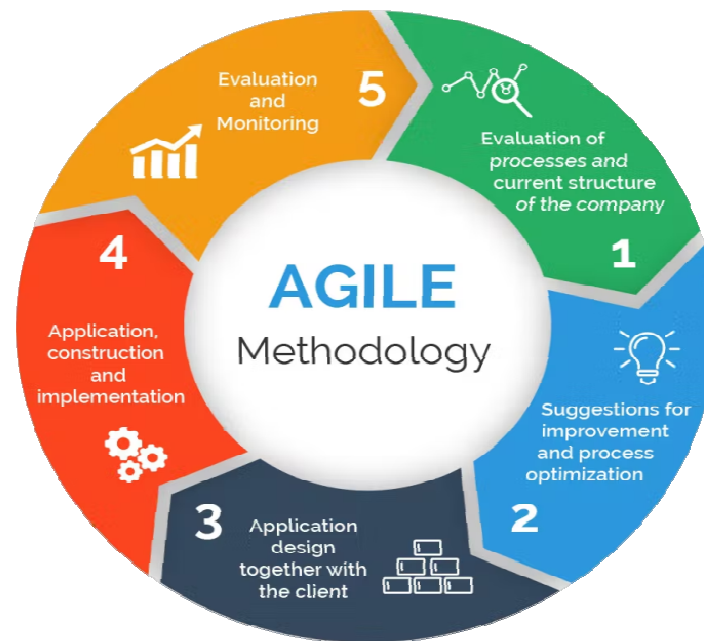 AGILE
Methodology
Evaluation of
processes and
current structure
of the company
1
Suggestions for
improvement
and process
optimization
2
3
Application
design
together with
the client
4
Application,
construction
and
implementation
Evaluation
and
Monitoring
5